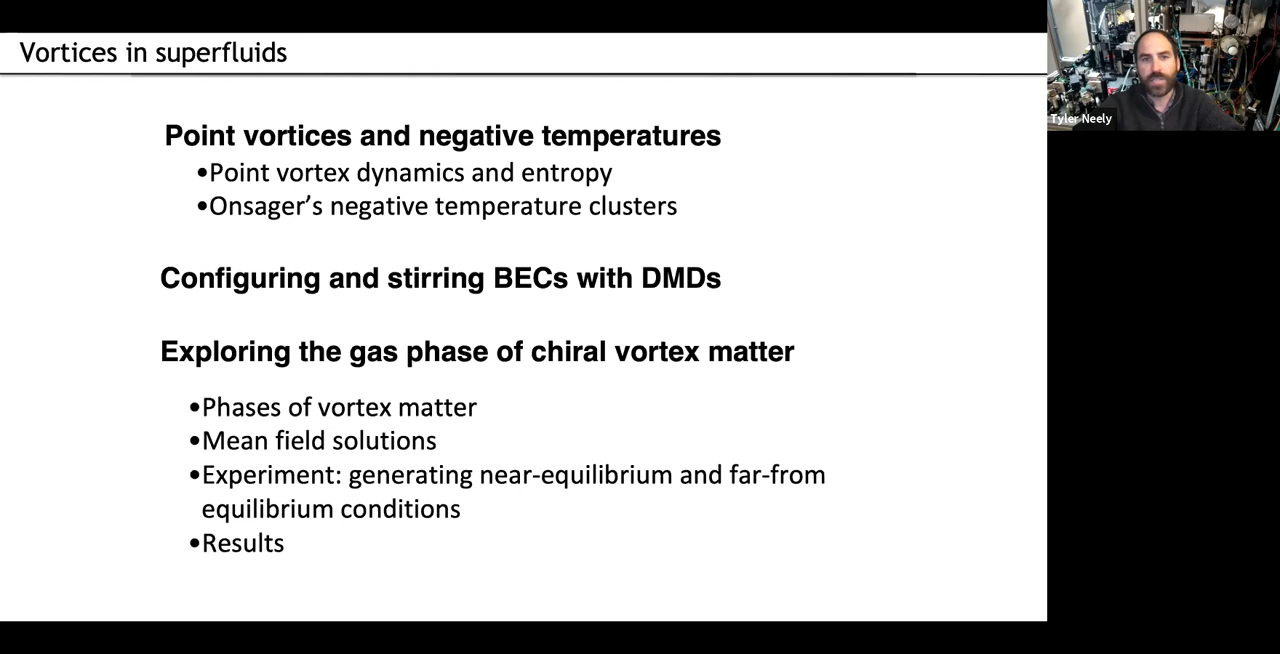 Vortices in superfluids
Tyler Neely
Point vortices and negative temperatures
•Point vortex dynamics and entropy
•Onsager’s negative temperature clusters
Configuring and stirring BECs with DMDs
Exploring the gas phase of chiral vortex matter
•Phases of vortex matter
•Mean field solutions
•Experiment: generating near-equilibrium and far-from
equilibrium conditions
•Results